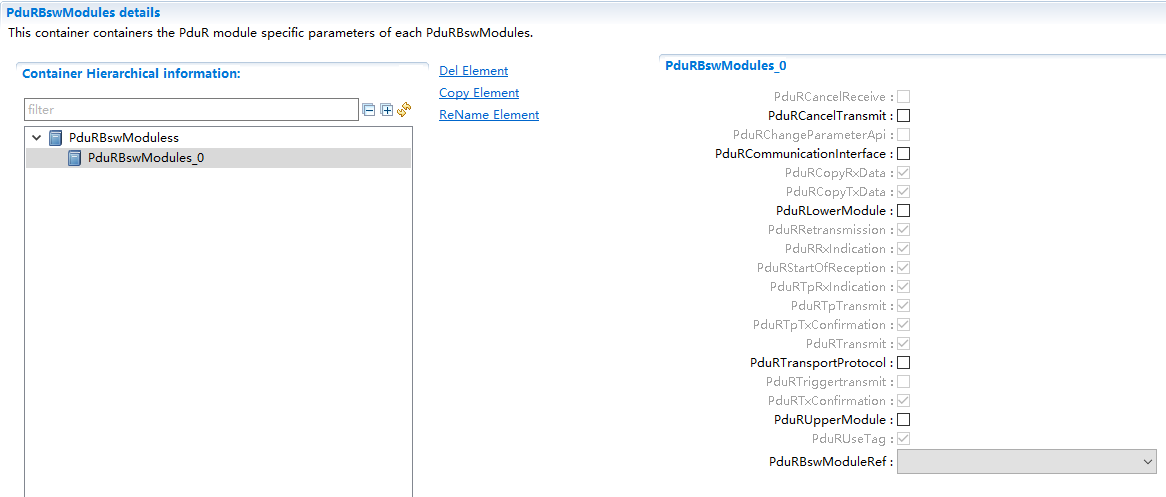 PduRBswModules details
This container containers the PduR module specific parameters of each PduRBswModules.
Container Hierarchical information:
filter
PduRBswModuless
PduRBswModules_0
Del Element
Copy Element
ReName Element
PduRBswModules_0
PduRCancelReceive :
PduRCancelTransmit :
PduRChangeParameterApi :
PduRCommunicationInterface :
PduRCopyRxData :
PduRCopyTxData :
PduRLowerModule :
PduRRetransmission :
PduRRxIndication :
PduRStartOfReception :
PduRTpRxIndication :
PduRTpTransmit :
PduRTpTxConfirmation :
PduRTransmit :
PduRTransportProtocol :
PduRTriggertransmit :
PduRTxConfirmation :
PduRUpperModule :
PduRUseTag :
PduRBswModuleRef :